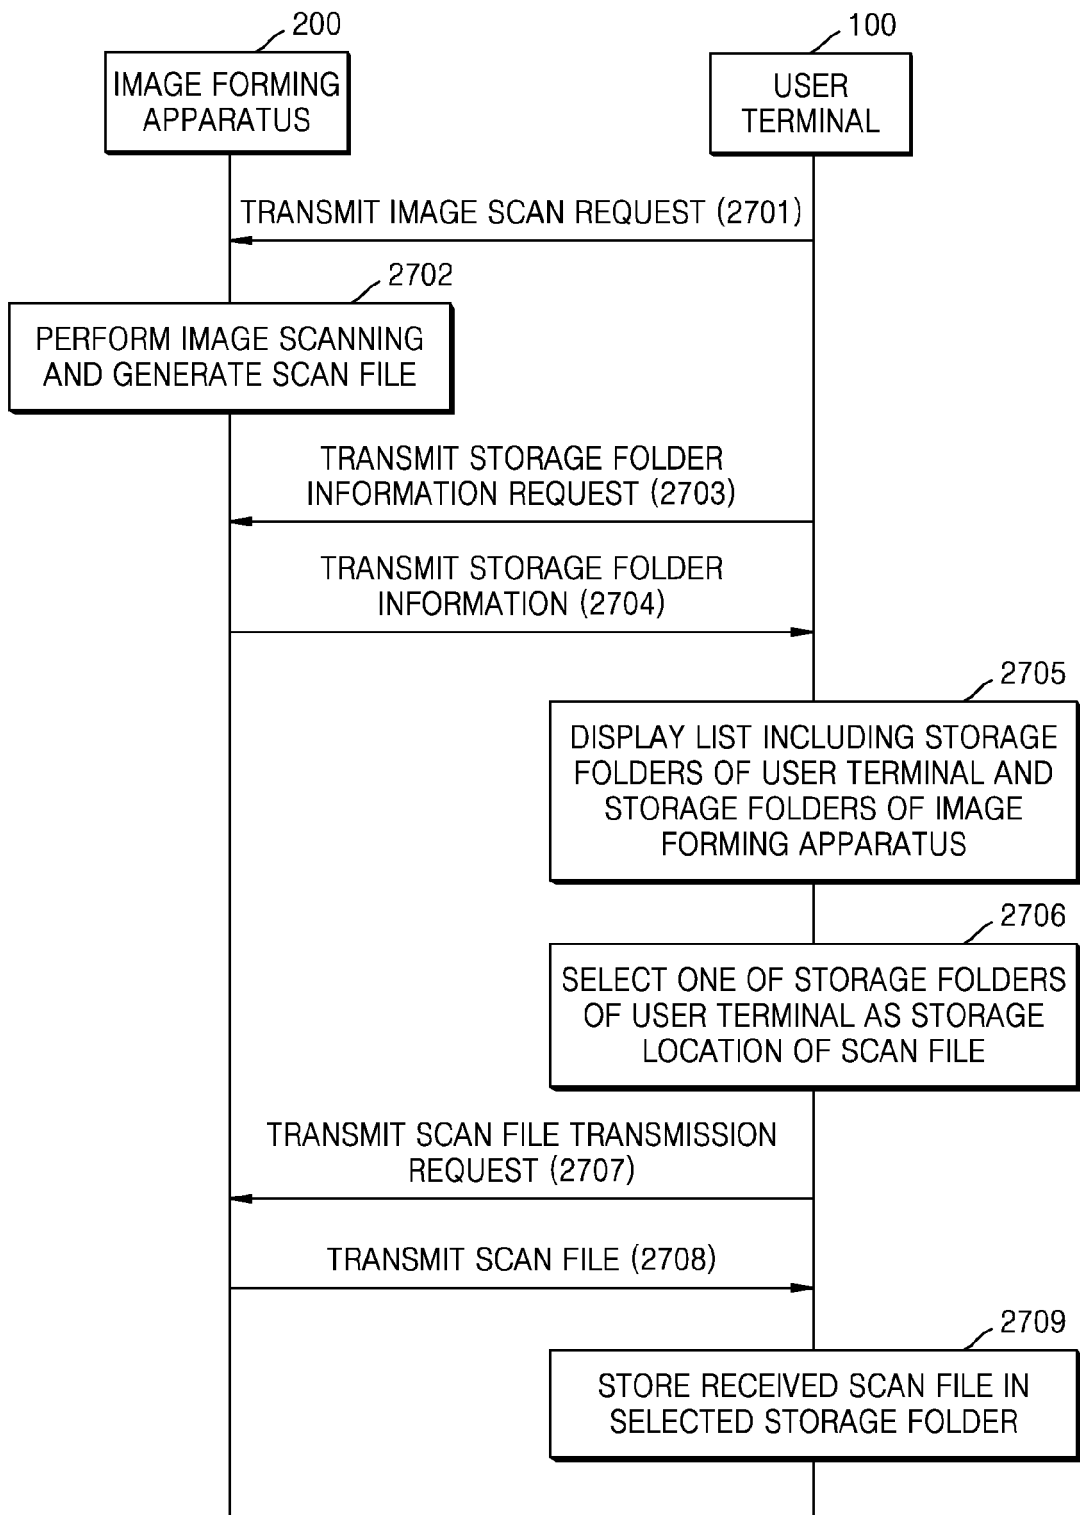 200
100
IMAGE FORMING
APPARATUS
USER
TERMINAL
TRANSMIT IMAGE SCAN REQUEST (2701)
2702
PERFORM IMAGE SCANNING
AND GENERATE SCAN FILE
TRANSMIT STORAGE FOLDER
INFORMATION REQUEST (2703)
TRANSMIT STORAGE FOLDER
INFORMATION (2704)
2705
DISPLAY LIST INCLUDING STORAGE
FOLDERS OF USER TERMINAL AND
STORAGE FOLDERS OF IMAGE
FORMING APPARATUS
2706
SELECT ONE OF STORAGE FOLDERS
OF USER TERMINAL AS STORAGE
LOCATION OF SCAN FILE
TRANSMIT SCAN FILE TRANSMISSION
REQUEST (2707)
TRANSMIT SCAN FILE (2708)
2709
STORE RECEIVED SCAN FILE IN
SELECTED STORAGE FOLDER